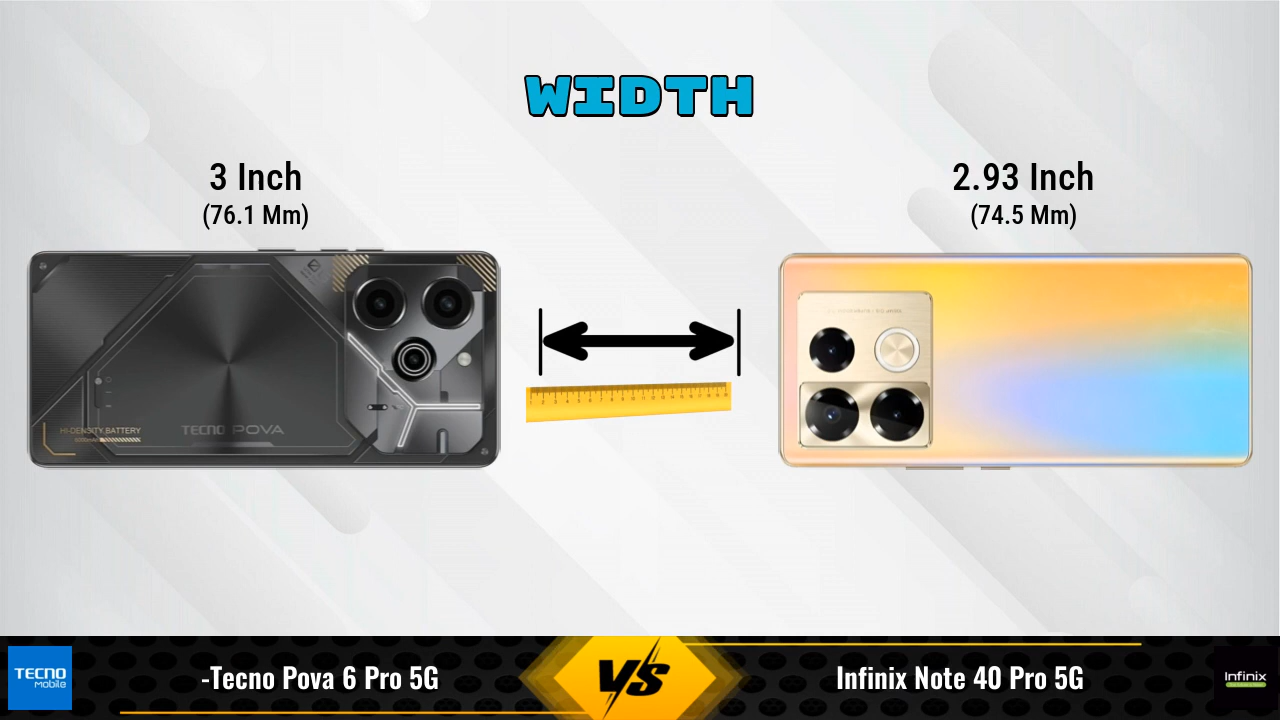 WIDTH
3 Inch
(76.1 Mm)
2.93 Inch
(74.5 Mm)
HI-DENSITY BATTERY
TECNO POVA
TECNO
mobile
-Tecno Pova 6 Pro 5G
VS
Infinix Note 40 Pro 5G
Infinix